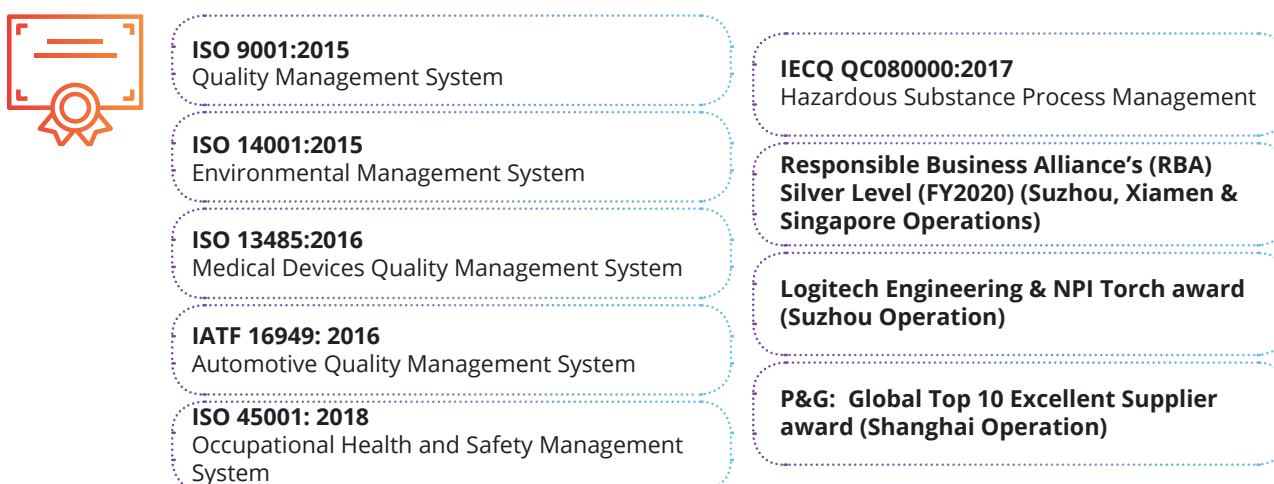 ISO 9001:2015
Quality Management System
ISO 14001:2015
Environmental Management System
ISO 13485:2016
Medical Devices Quality Management System
IATF 16949: 2016
Automotive Quality Management System
ISO 45001: 2018
Occupational Health and Safety Management
System
IECQ QC080000:2017
Hazardous Substance Process Management
Responsible Business Alliance’s (RBA)
Silver Level (FY2020) (Suzhou, Xiamen &
Singapore Operations)
Logitech Engineering & NPI Torch award
(Suzhou Operation)
P&G:  Global Top 10 Excellent Supplier
award (Shanghai Operation)